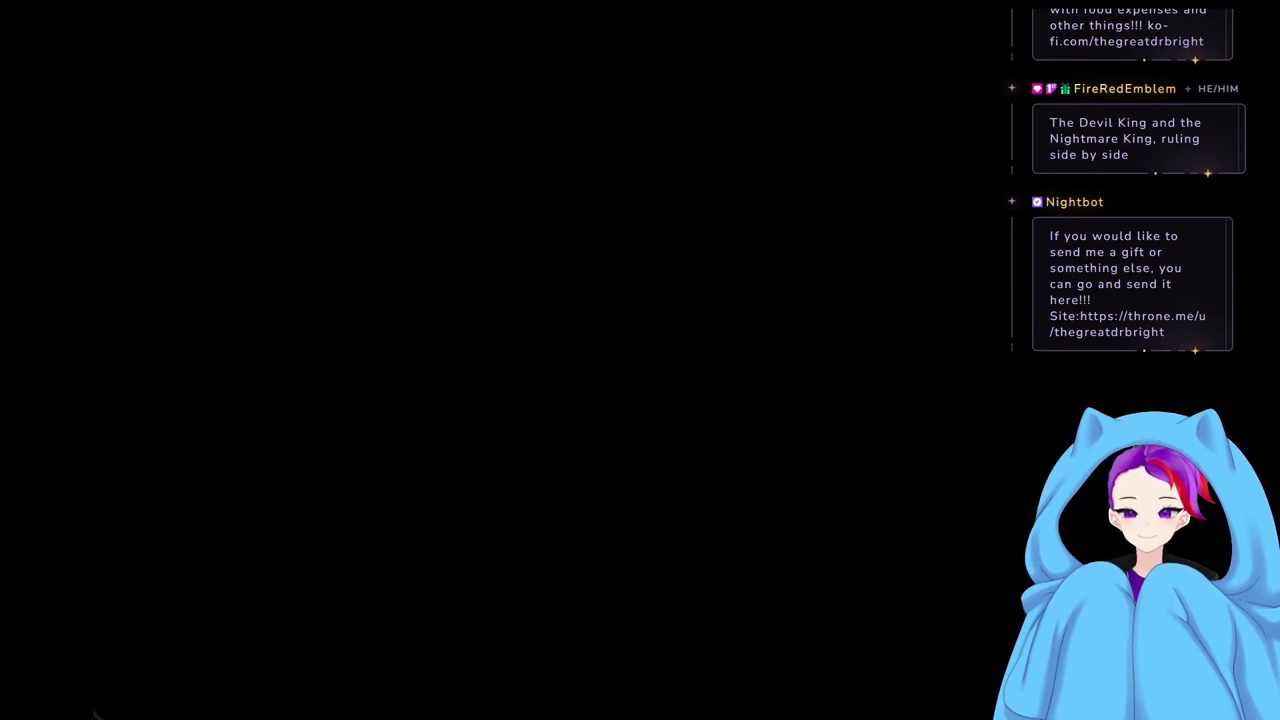 with food expenses and
other things!!! ko-
fi.com/thegreatdrbright
FireRedEmblem HE/HIM
The Devil King and the
Nightmare King, ruling
side by side
Nightbot
If you would like to
send me a gift or
something else, you
can go and send it
here!!!
Site:https://throne.me/u
/thegreatdrbright